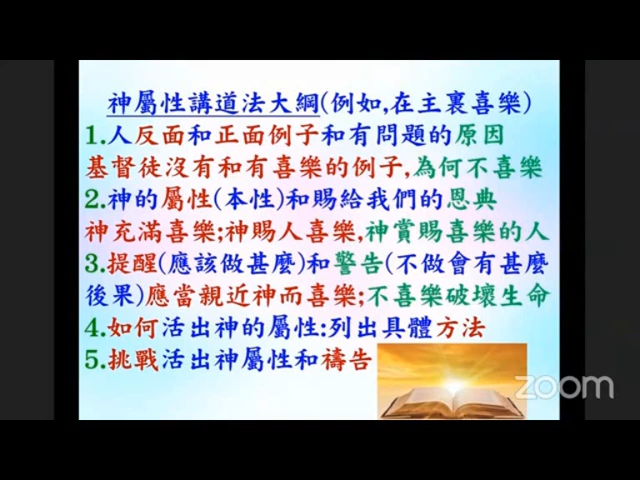 神屬性講道法大綱(例如,在主裏喜樂)
1.人反面和正面例子和有問題的原因
基督徒沒有和有喜樂的例子,為何不喜樂
2.神的屬性(本性)和賜給我們的恩典
神充滿喜樂;神賜人喜樂,神賞賜喜樂的人
3.提醒(應該做甚麼)和警告(不做會有甚麼
後果)應當親近神而喜樂;不喜樂破壞生命
4.如何活出神的屬性:列出具體方法
5.挑戰活出神屬性和禱告
zoom